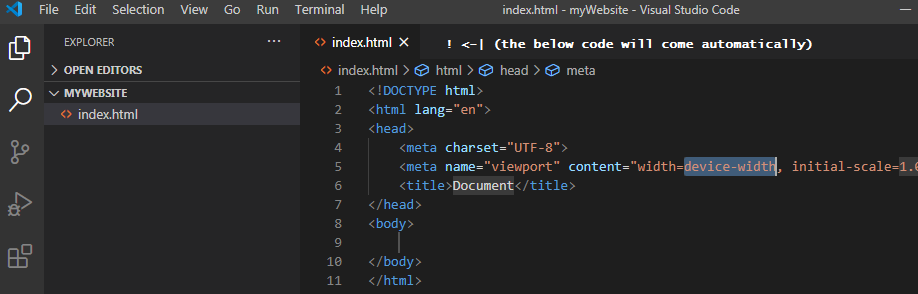 File Edit Selection View Go Run Terminal Help index.html - myWebsite - Visual Studio Code
EXPLORER ···
OPEN EDITORS
MYWEBSITE
index.html
index.html ! <-| (the below code will come automatically)
index.html > html > head > meta
1 <!DOCTYPE html>
2 <html lang="en">
3 <head>
4 <meta charset="UTF-8">
5 <meta name="viewport" content="width=device-width, initial-scale=1.0
6 <title>Document</title>
7 </head>
8 <body>
9
10 </body>
11 </html>